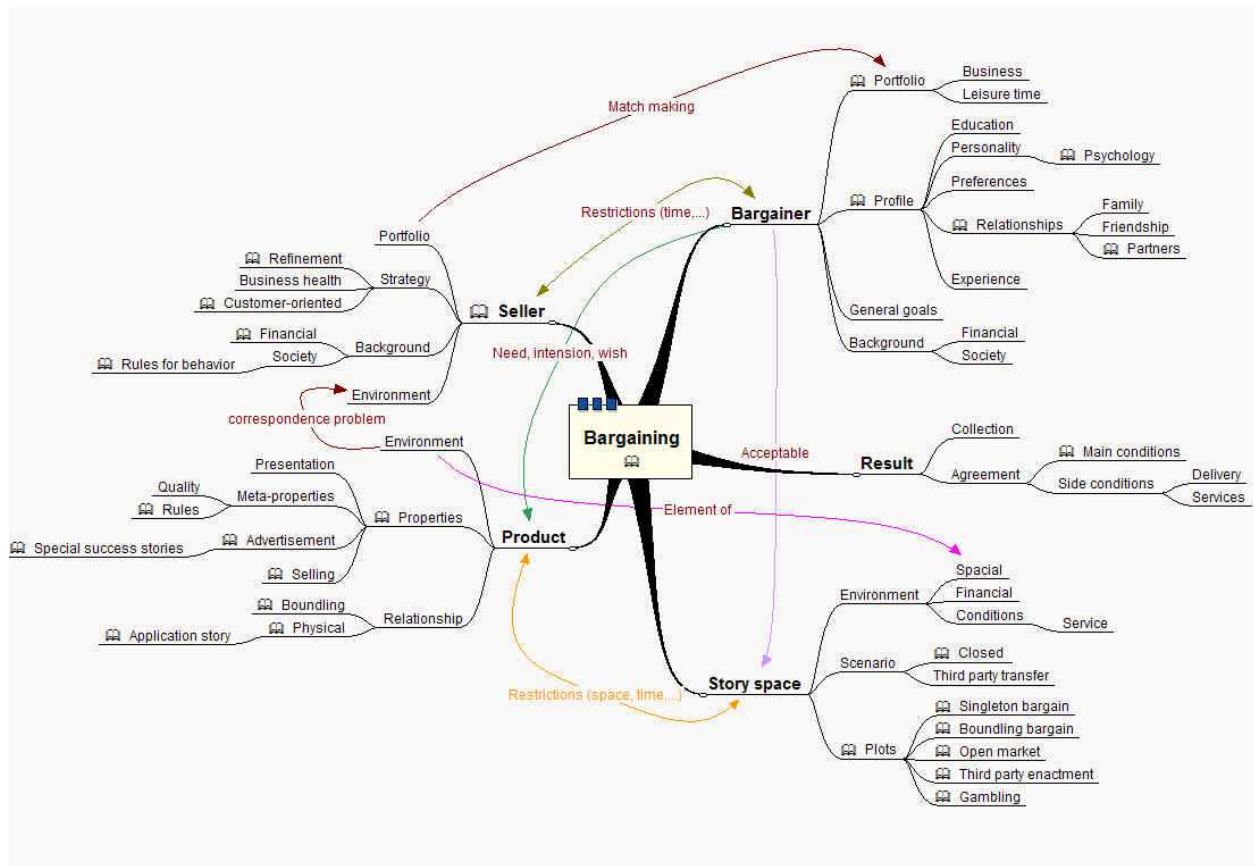 Bargaining
Bargainer
Portfolio
Business
Leisure time
Profile
Education
Personality
Psychology
Preferences
Relationships
Family
Friendship
Partners
Experience
General goals
Background
Financial
Society
Result
Acceptable
Collection
Agreement
Main conditions
Side conditions
Delivery
Services
Story space
Environment
Spacial
Financial
Conditions
Service
Scenario
Closed
Third party transfer
Plots
Singleton bargain
Boundling bargain
Open market
Third party enactment
Gambling
Seller
Portfolio
Strategy
Refinement
Business health
Customer-oriented
Background
Financial
Society
Rules for behavior
Environment
Product
Environment
Properties
Presentation
Meta-properties
Quality
Rules
Advertisement
Special success stories
Selling
Relationship
Boundling
Physical
Application story
Match making
Restrictions (time,...)
Need, intension, wish
correspondence problem
Element of
Restrictions (space, time,...)